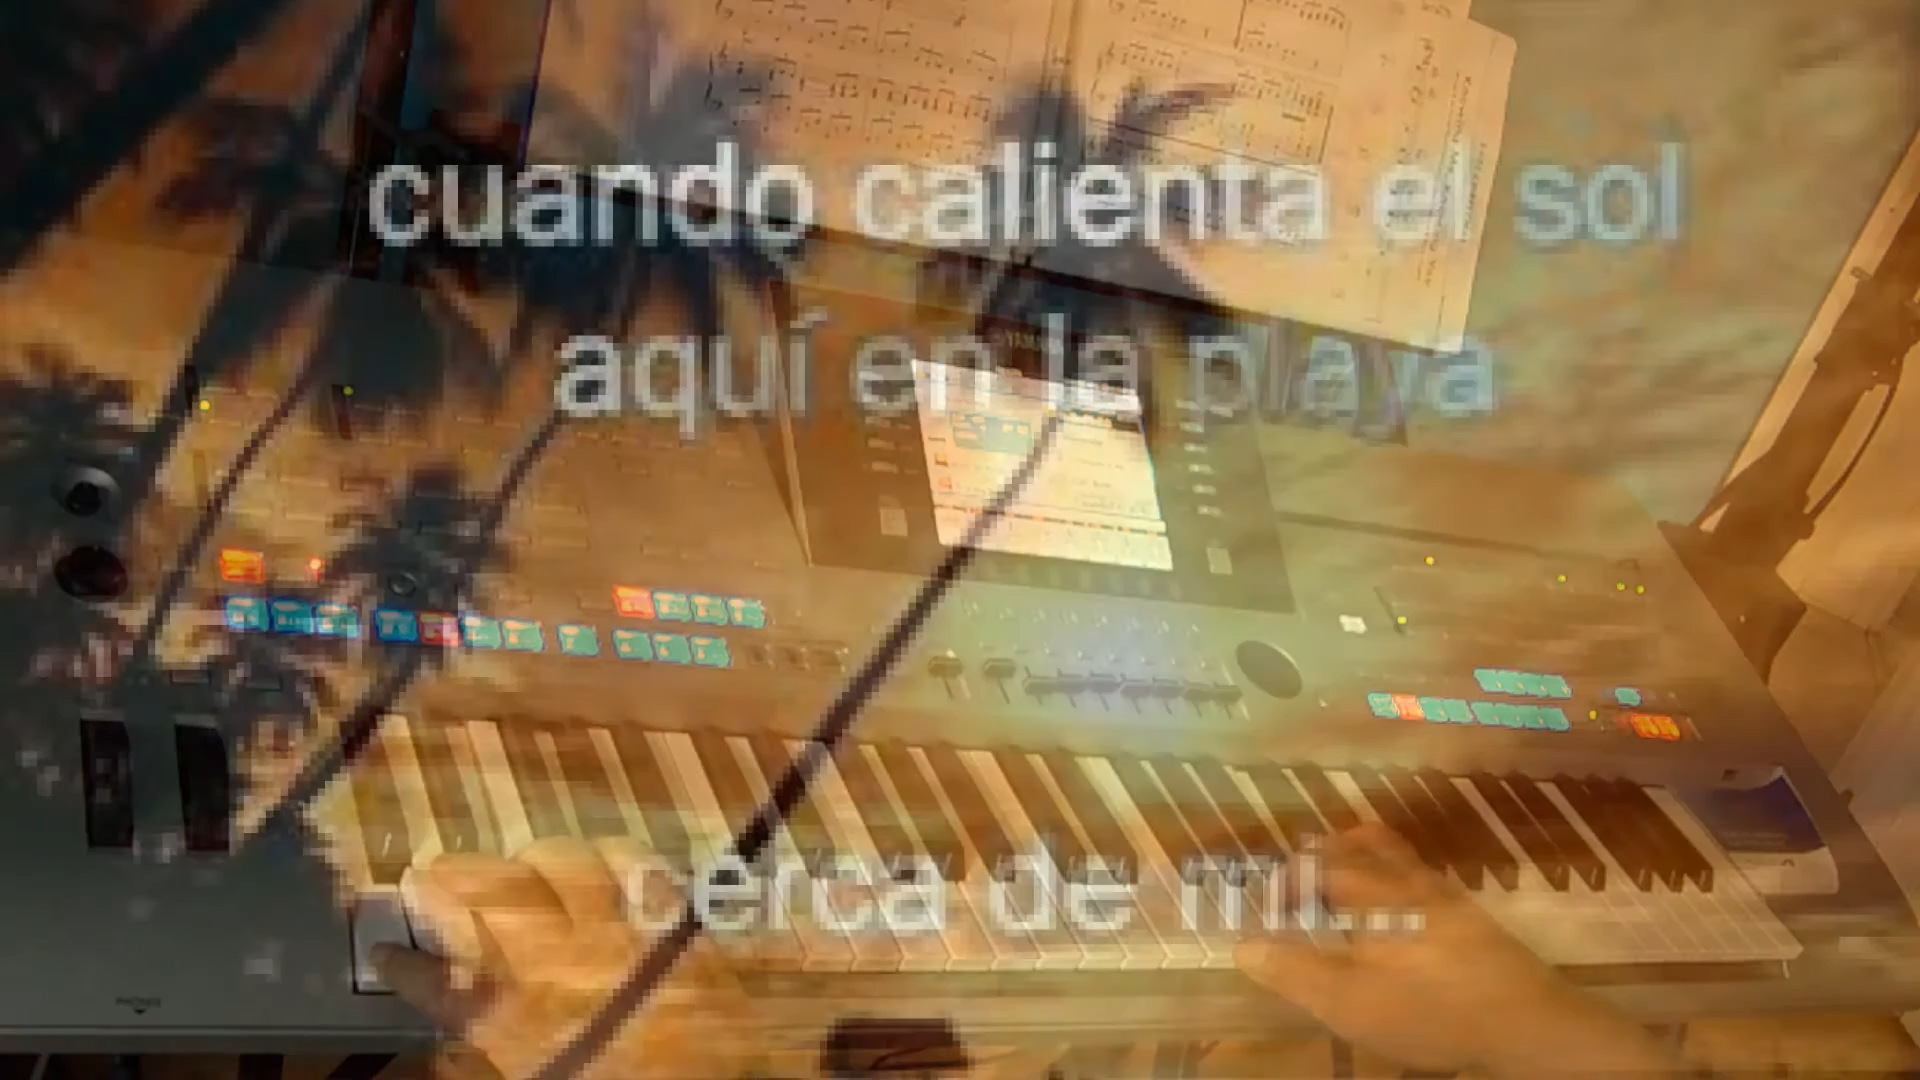 cuando calienta el sol
aquí en la playa
cerca de mi...